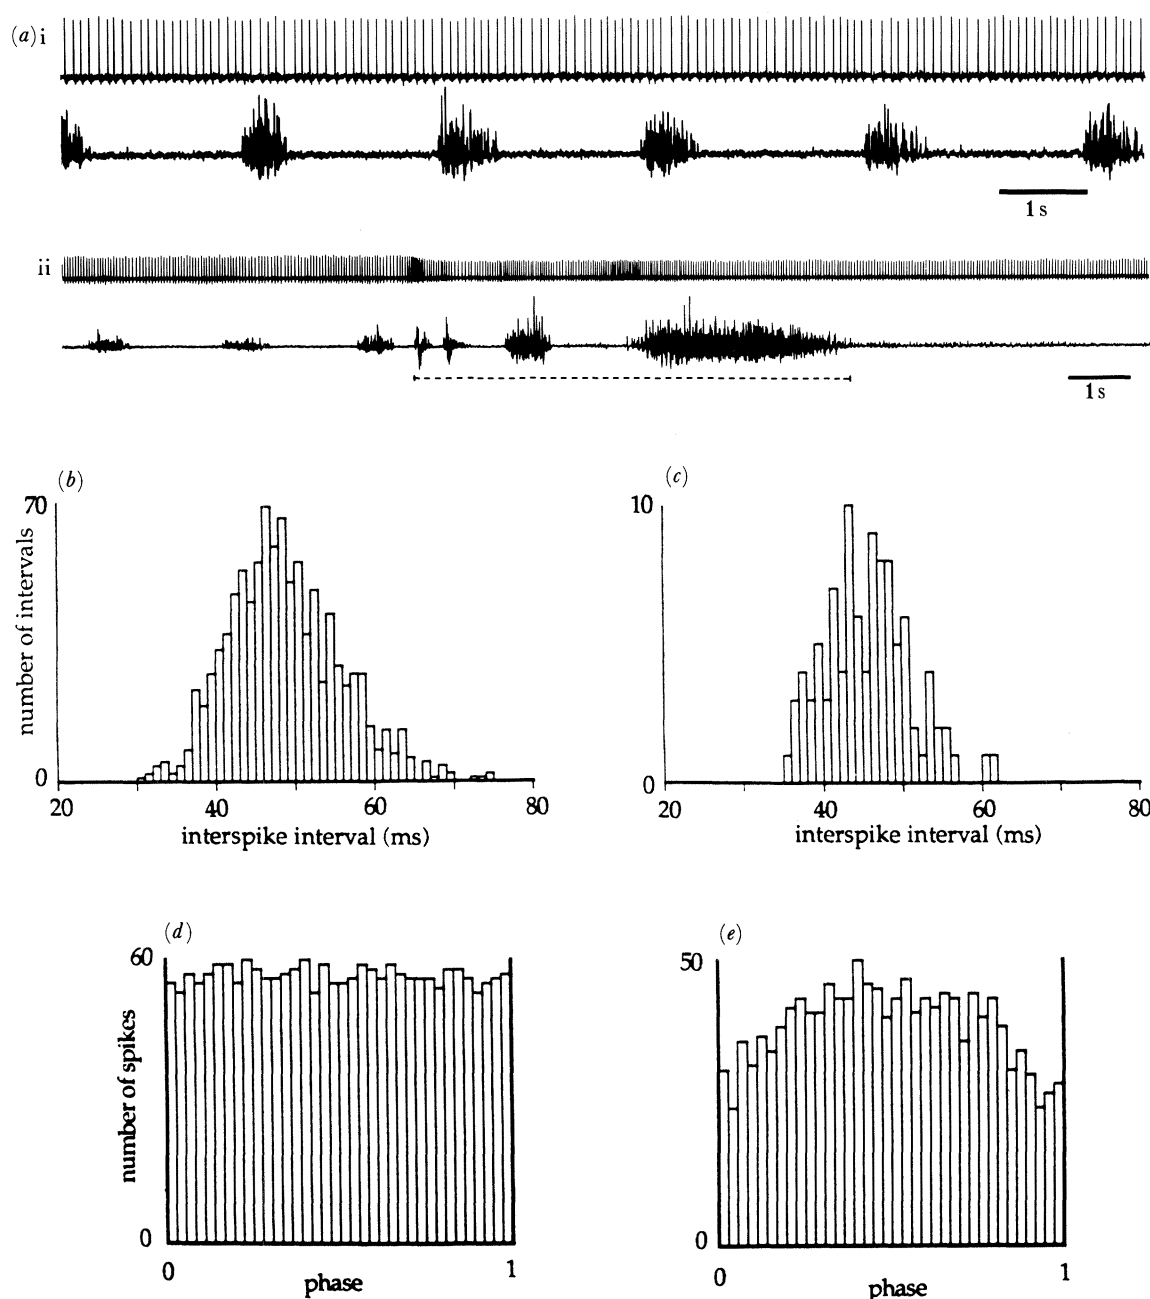 (a) i
1 s
ii
1 s
(b)
70
number of intervals
0
20 40 60 80
interspike interval (ms)
(c)
10
0
20 40 60 80
interspike interval (ms)
(d)
60
number of spikes
0
0 1
phase
(e)
50
0
0 1
phase